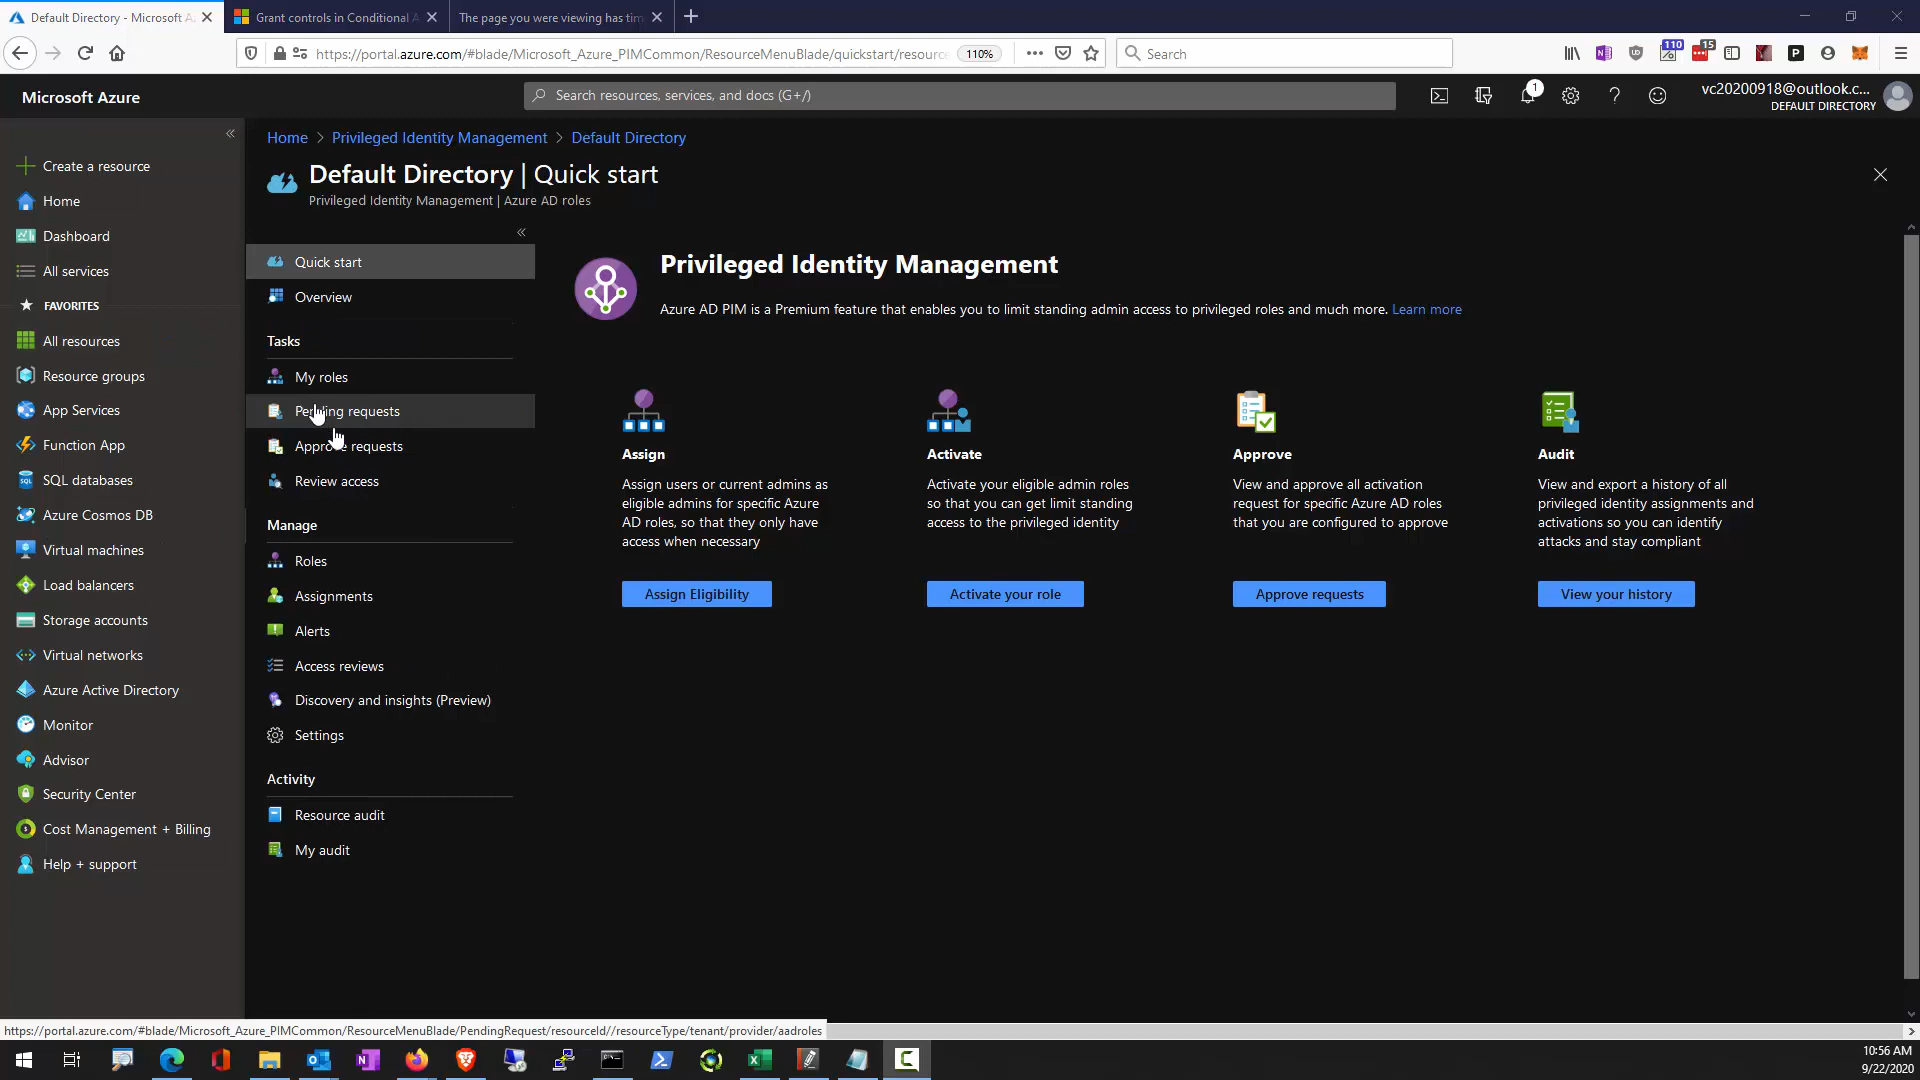 Default Directory - Microsoft Az
Grant controls in Conditional A
The page you were viewing has tim
https://portal.azure.com/#blade/Microsoft_Azure_PIMCommon/ResourceMenuBlade/quickstart/resourc
110%
Search
110
15
Microsoft Azure
Search resources, services, and docs (G+/)
1
vc20200918@outlook.c...
DEFAULT DIRECTORY
Create a resource
Home
Dashboard
All services
FAVORITES
All resources
Resource groups
App Services
Function App
SQL databases
Azure Cosmos DB
Virtual machines
Load balancers
Storage accounts
Virtual networks
Azure Active Directory
Monitor
Advisor
Security Center
Cost Management + Billing
Help + support
Home > Privileged Identity Management > Default Directory
Default Directory | Quick start
Privileged Identity Management | Azure AD roles
Quick start
Overview
Tasks
My roles
Pending requests
Approve requests
Review access
Manage
Roles
Assignments
Alerts
Access reviews
Discovery and insights (Preview)
Settings
Activity
Resource audit
My audit
Privileged Identity Management
Azure AD PIM is a Premium feature that enables you to limit standing admin access to privileged roles and much more. Learn more
Assign
Assign users or current admins as
eligible admins for specific Azure
AD roles, so that they only have
access when necessary
Assign Eligibility
Activate
Activate your eligible admin roles
so that you can get limit standing
access to the privileged identity
Activate your role
Approve
View and approve all activation
request for specific Azure AD roles
that you are configured to approve
Approve requests
Audit
View and export a history of all
privileged identity assignments and
activations so you can identify
attacks and stay compliant
View your history
https://portal.azure.com/#blade/Microsoft_Azure_PIMCommon/ResourceMenuBlade/PendingRequest/resourceId//resourceType/tenant/provider/aadroles
10:56 AM
9/22/2020